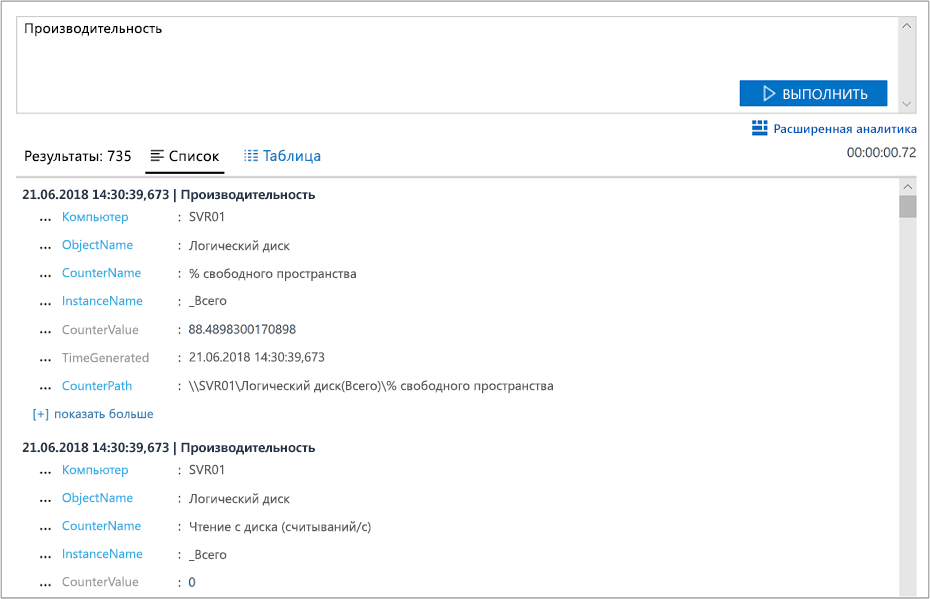 Производительность
ВЫПОЛНИТЬ
Расширенная аналитика
Результаты: 735 Список Таблица 00:00:00.72
21.06.2018 14:30:39,673 | Производительность
... Компьютер : SVR01
... ObjectName : Логический диск
... CounterName : % свободного пространства
... InstanceName : _Всего
... CounterValue : 88.4898300170898
... TimeGenerated : 21.06.2018 14:30:39,673
... CounterPath : \\SVR01\Логический диск(Всего)\% свободного пространства
[+] показать больше
21.06.2018 14:30:39,673 | Производительность
... Компьютер : SVR01
... ObjectName : Логический диск
... CounterName : Чтение с диска (считываний/с)
... InstanceName : _Всего
... CounterValue : 0